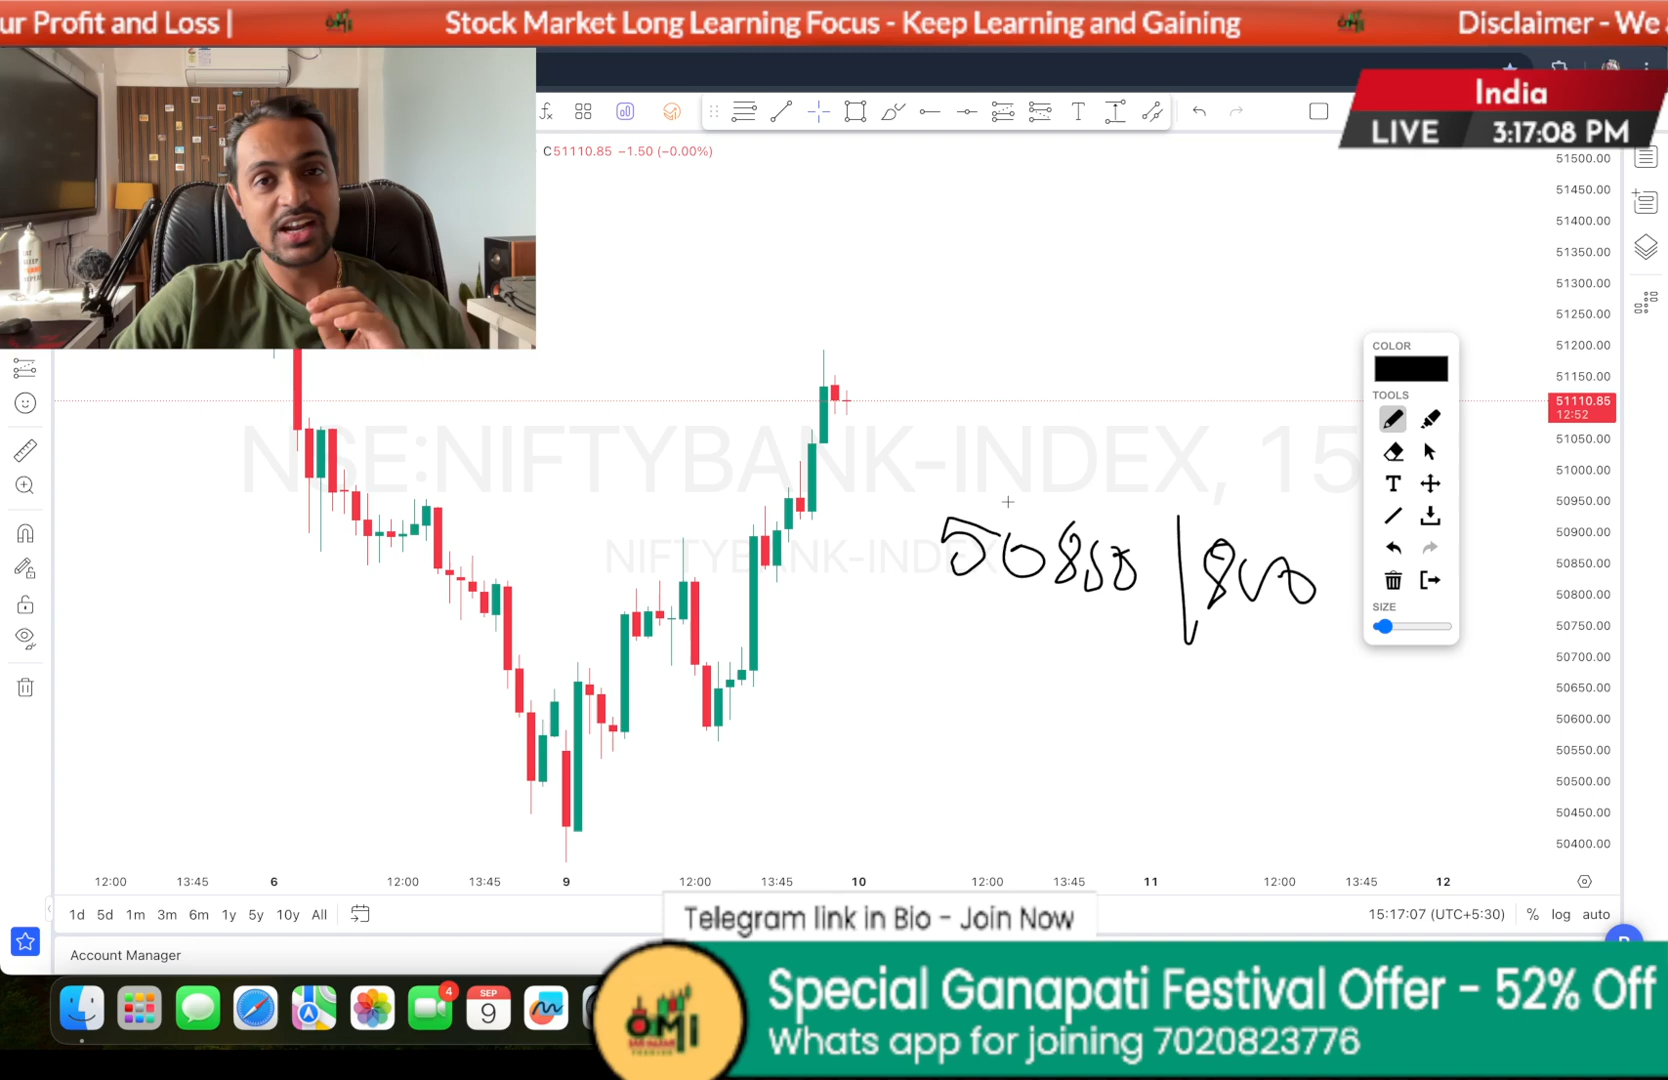 ur Profit and Loss |
Stock Market Long Learning Focus - Keep Learning and Gaining
Disclaimer - We
India
LIVE
3:17:08 PM
C51110.85 −1.50 (−0.00%)
NSE:NIFTYBANK-INDEX, 15
NIFTYBANK-INDEX
50850 | 800
51500.00
51450.00
51400.00
51350.00
51300.00
51250.00
51200.00
51150.00
51110.85
12:52
51050.00
51000.00
50950.00
50900.00
50850.00
50800.00
50750.00
50700.00
50650.00
50600.00
50550.00
50500.00
50450.00
50400.00
COLOR
TOOLS
T
SIZE
12:00 13:45 6 12:00 13:45 9 12:00 13:45 10 12:00 13:45 11 12:00 13:45 12
1d 5d 1m 3m 6m 1y 5y 10y All
15:17:07 (UTC+5:30) % log auto
Telegram link in Bio - Join Now
Account Manager
4
SEP
9
OMI
Special Ganapati Festival Offer - 52% Off
Whats app for joining 7020823776